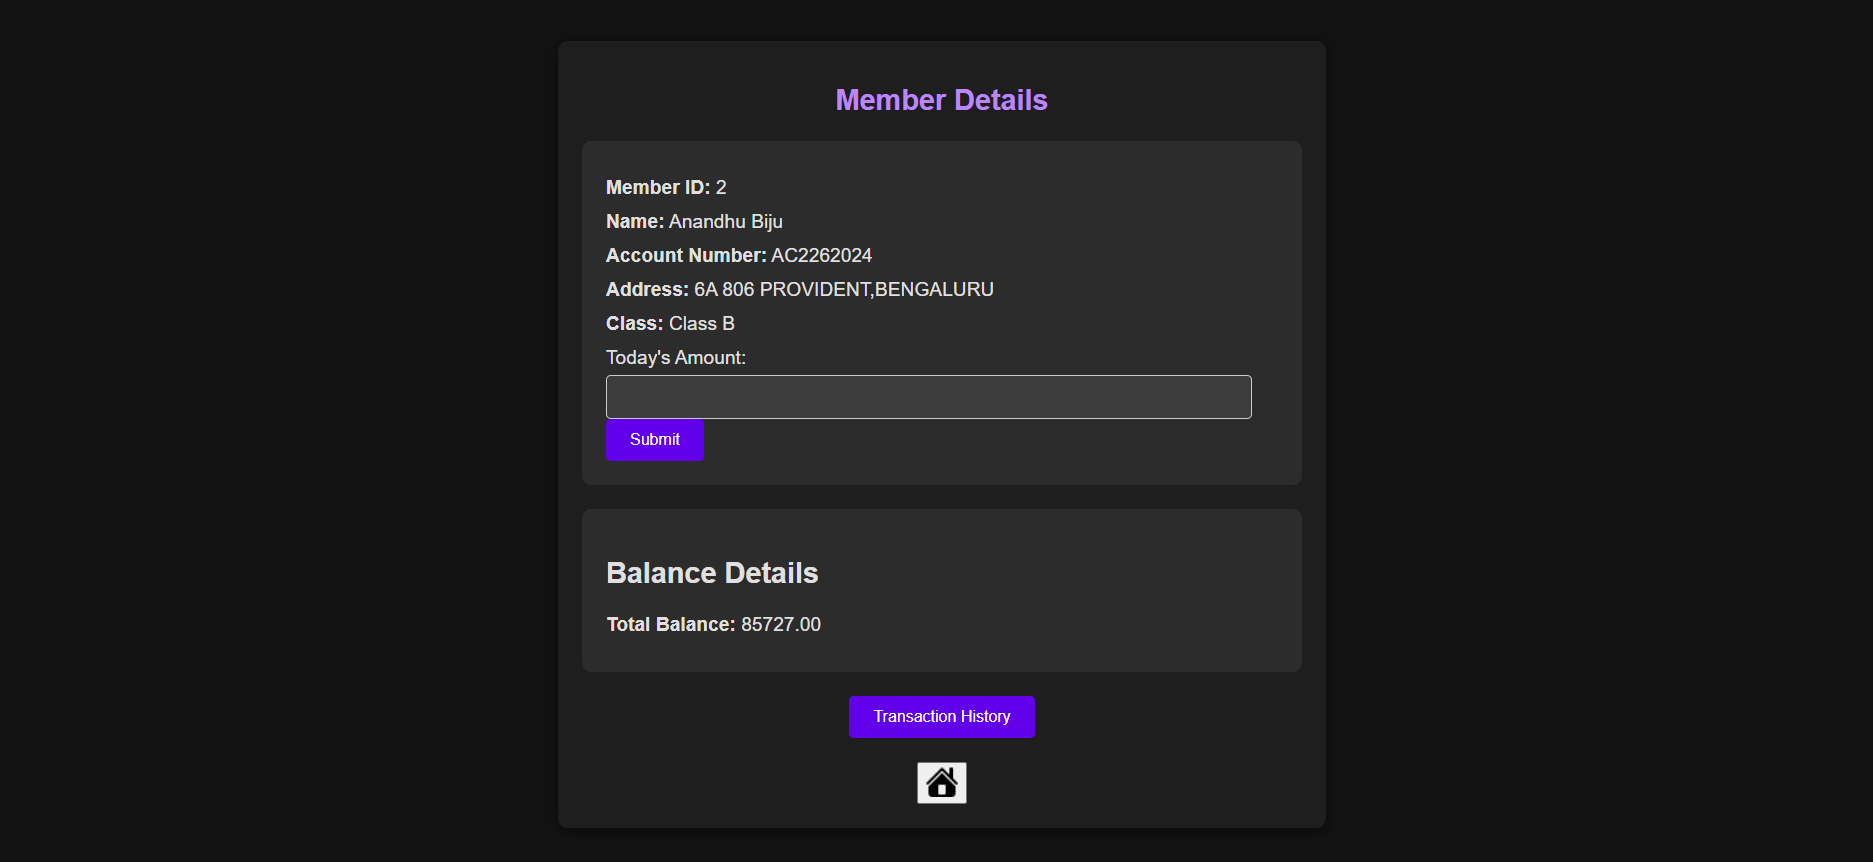 Member Details
Member ID: 2
Name: Anandhu Biju
Account Number: AC2262024
Address: 6A 806 PROVIDENT,BENGALURU
Class: Class B
Today's Amount:
Submit
Balance Details
Total Balance: 85727.00
Transaction History